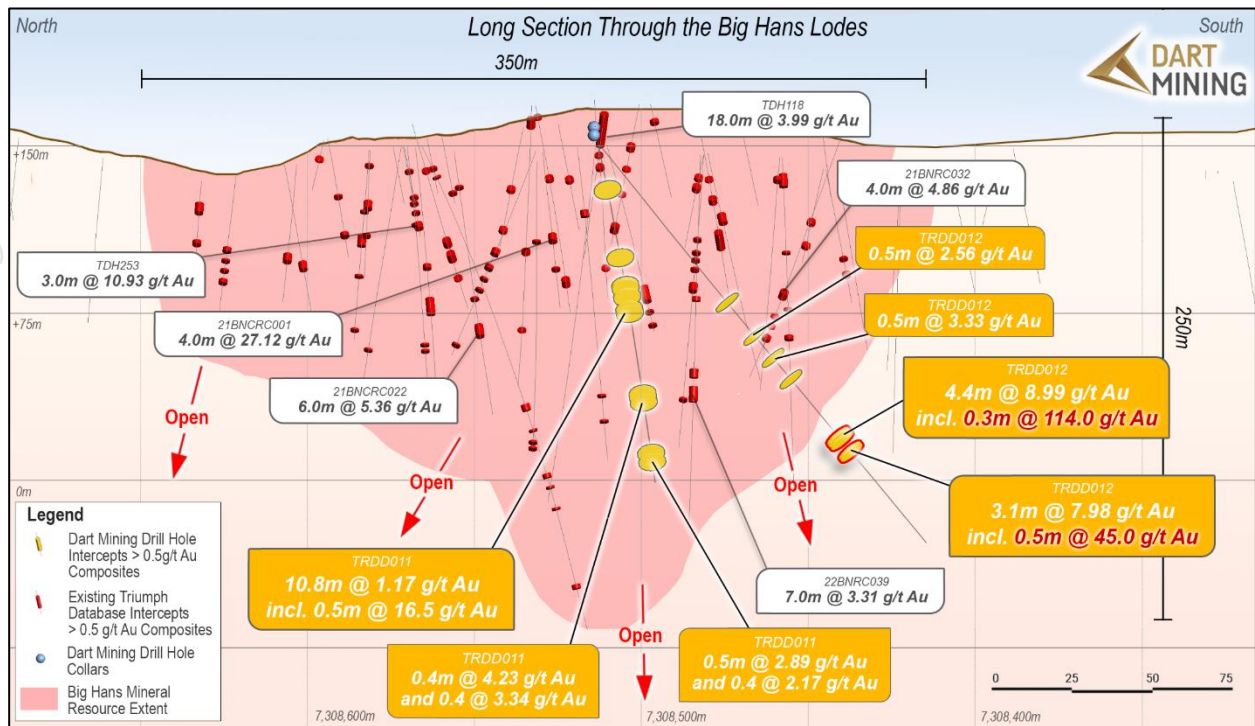 North
Long Section Through the Big Hans Lodes
South
350m
DART
MINING
TDH118
18.0m @ 3.99 g/t Au
+150m
21BNRC032
4.0m @ 4.86 g/t Au
TRDD012
0.5m @ 2.56 g/t Au
TDH253
3.0m @ 10.93 g/t Au
TRDD012
0.5m @ 3.33 g/t Au
250m
+75m
21BNCRC001
4.0m @ 27.12 g/t Au
TRDD012
4.4m @ 8.99 g/t Au
incl. 0.3m @ 114.0 g/t Au
21BNCRC022
6.0m @ 5.36 g/t Au
Open
Open
Open
0m
TRDD012
3.1m @ 7.98 g/t Au
incl. 0.5m @ 45.0 g/t Au
Legend
Dart Mining Drill Hole
Intercepts > 0.5g/t Au
Composites
Existing Triumph
Database Intercepts
> 0.5 g/t Au Composites
Dart Mining Drill Hole
Collars
Big Hans Mineral
Resource Extent
TRDD011
10.8m @ 1.17 g/t Au
incl. 0.5m @ 16.5 g/t Au
22BNRC039
7.0m @ 3.31 g/t Au
Open
TRDD011
0.4m @ 4.23 g/t Au
and 0.4 @ 3.34 g/t Au
TRDD011
0.5m @ 2.89 g/t Au
and 0.4 @ 2.17 g/t Au
0 25 50 75
7,308,600m
7,308,500m
7,308,400m